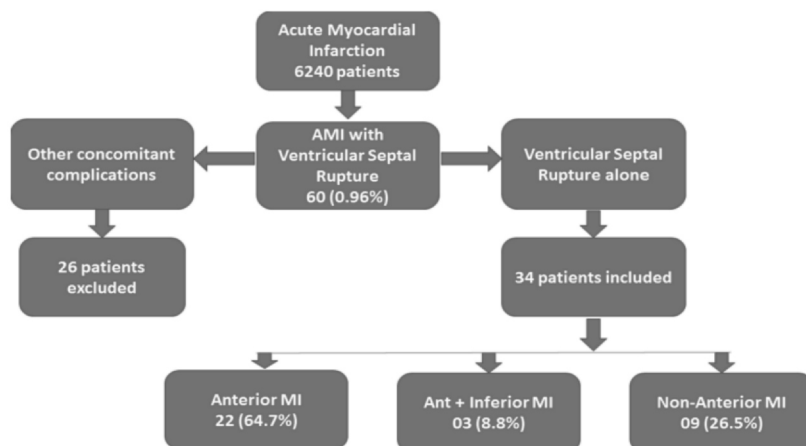 Acute Myocardial
Infarction
6240 patients
Other concomitant
complications
AMI with
Ventricular Septal
Rupture
60 (0.96%)
Ventricular Septal
Rupture alone
26 patients
excluded
34 patients included
Anterior MI
22 (64.7%)
Ant + Inferior MI
03 (8.8%)
Non-Anterior MI
09 (26.5%)